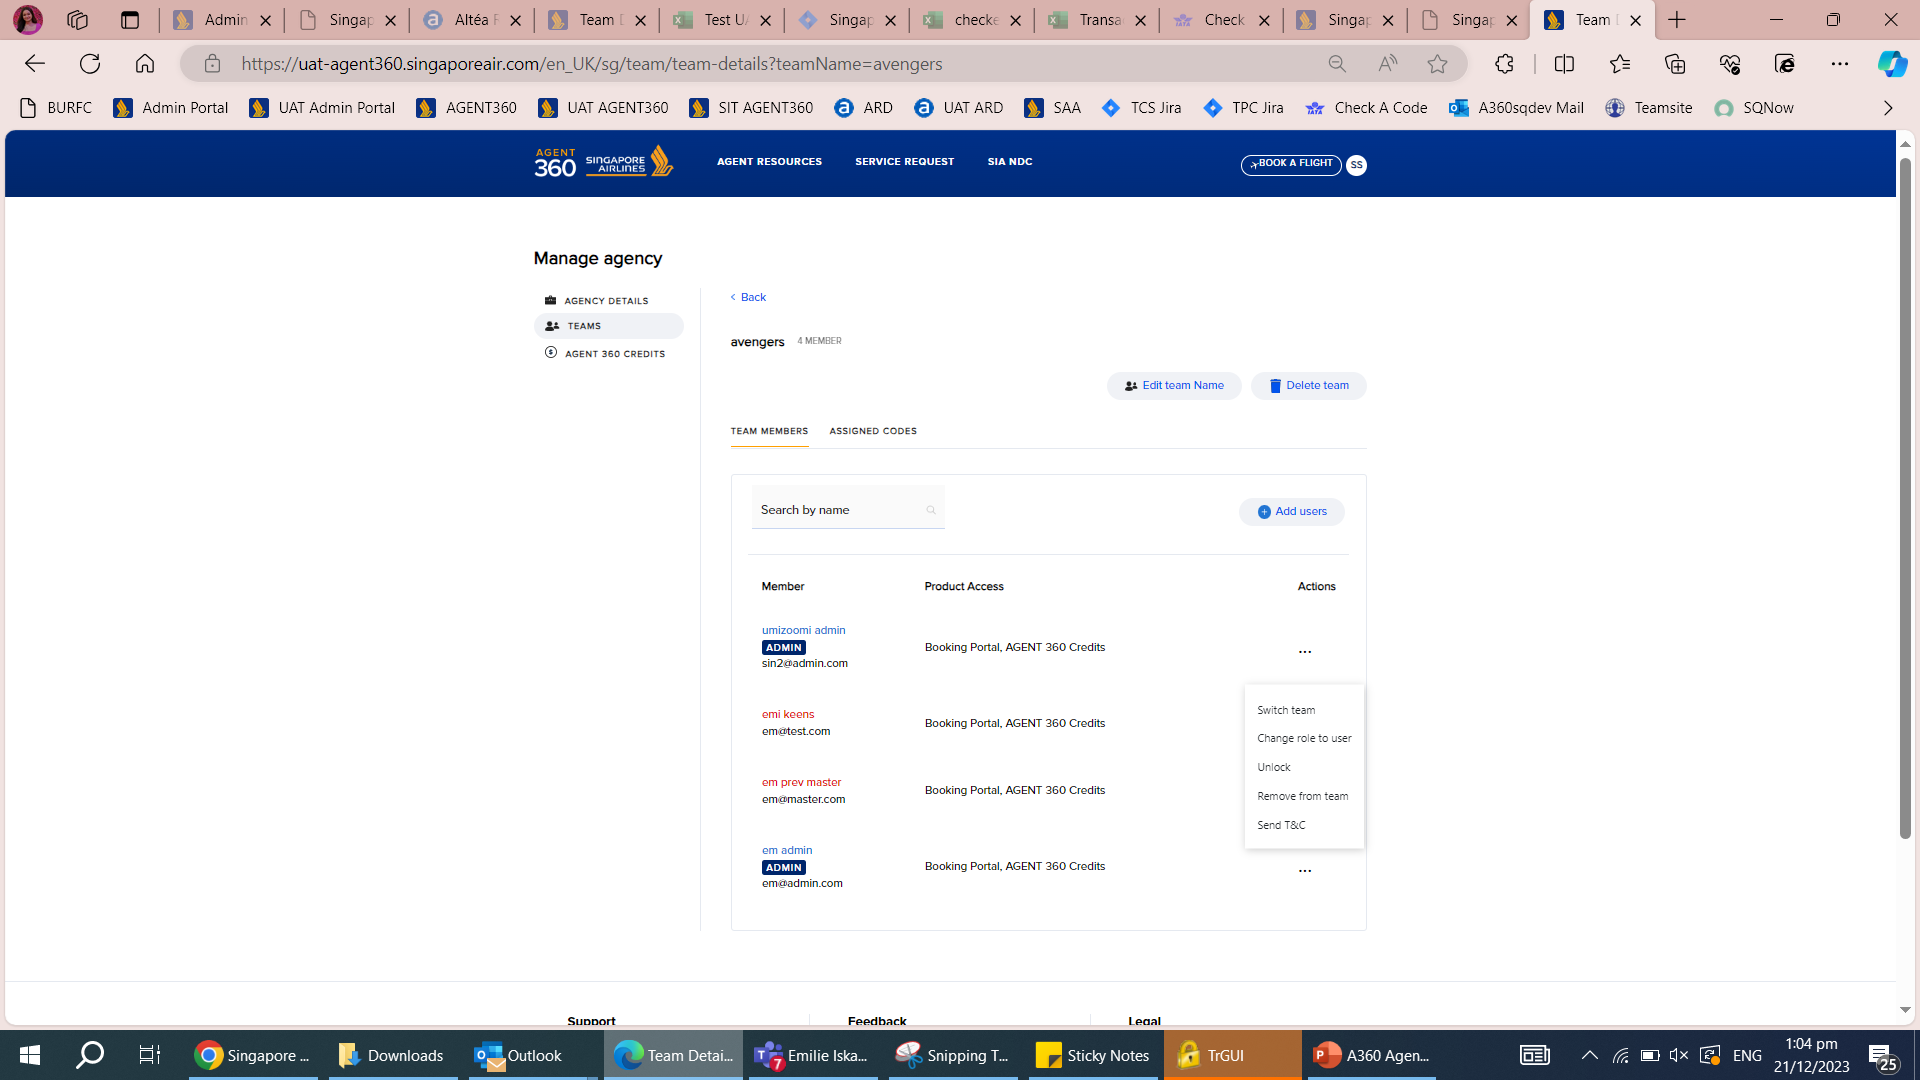 Admin
Singap
Altéa
Team
Test U
Singap
checke
Transa
Check
Singap
Singap
Team
https://uat-agent360.singaporeair.com/en_UK/sg/team/team-details?teamName=avengers
BURFC
Admin Portal
UAT Admin Portal
AGENT360
UAT AGENT360
SIT AGENT360
ARD
UAT ARD
SAA
TCS Jira
TPC Jira
Check A Code
A360sqdev Mail
Teamsite
SQNow
AGENT
360
SINGAPORE
AIRLINES
AGENT RESOURCES
SERVICE REQUEST
SIA NDC
BOOK A FLIGHT
SS
Manage agency
AGENCY DETAILS
TEAMS
AGENT 360 CREDITS
< Back
avengers 4 MEMBER
Edit team Name
Delete team
TEAM MEMBERS
ASSIGNED CODES
Search by name
Add users
Member Product Access Actions
umizoomi admin
ADMIN
sin2@admin.com
Booking Portal, AGENT 360 Credits
...
emi keens
em@test.com
Booking Portal, AGENT 360 Credits
em prev master
em@master.com
Booking Portal, AGENT 360 Credits
em admin
ADMIN
em@admin.com
Booking Portal, AGENT 360 Credits
...
Switch team
Change role to user
Unlock
Remove from team
Send T&C
Support
Feedback
Legal
Singapore ...
Downloads
Outlook
Team Detai...
7
Emilie Iska...
Snipping T...
Sticky Notes
TrGUI
A360 Agen...
ENG
1:04 pm
21/12/2023
25